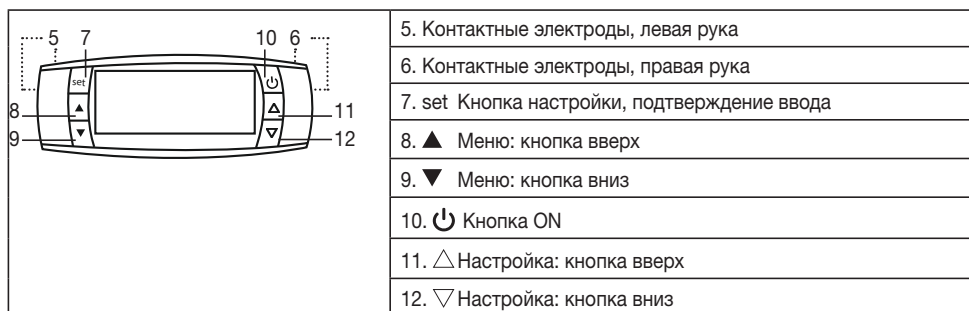 5 7 10 6
set
8 11
9 12
5. Контактные электроды, левая рука
6. Контактные электроды, правая рука
7. set Кнопка настройки, подтверждение ввода
8. ▲ Меню: кнопка вверх
9. ▼ Меню: кнопка вниз
10. ⏻ Кнопка ON
11. △ Настройка: кнопка вверх
12. ▽ Настройка: кнопка вниз